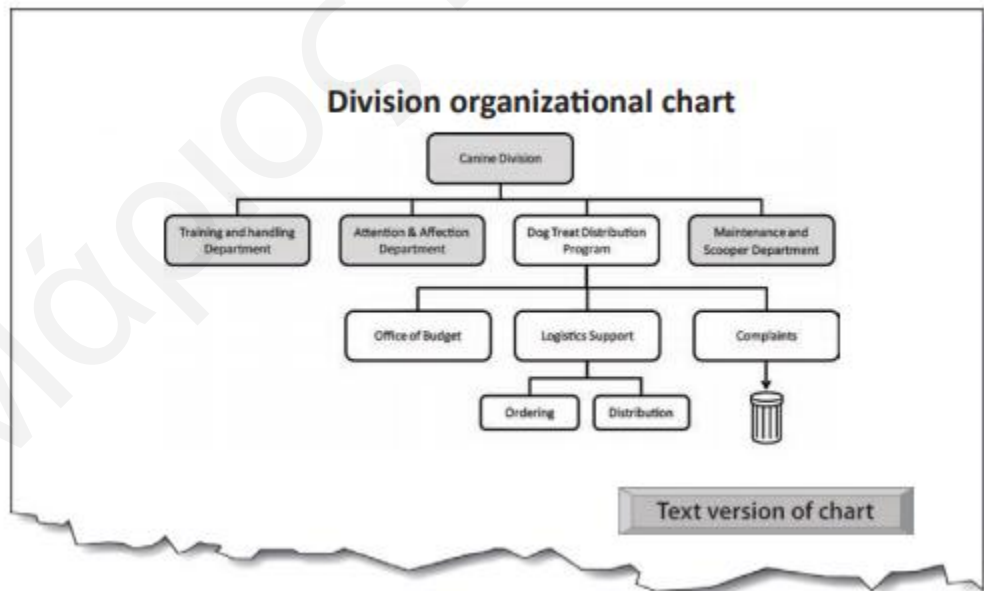 Μάριος
Division organizational chart
Canine Division
Training and handling
Department
Attention & Affection
Department
Dog Treat Distribution
Program
Maintenance and
Scooper Department
Office of Budget
Logistics Support
Complaints
Ordering
Distribution
Text version of chart